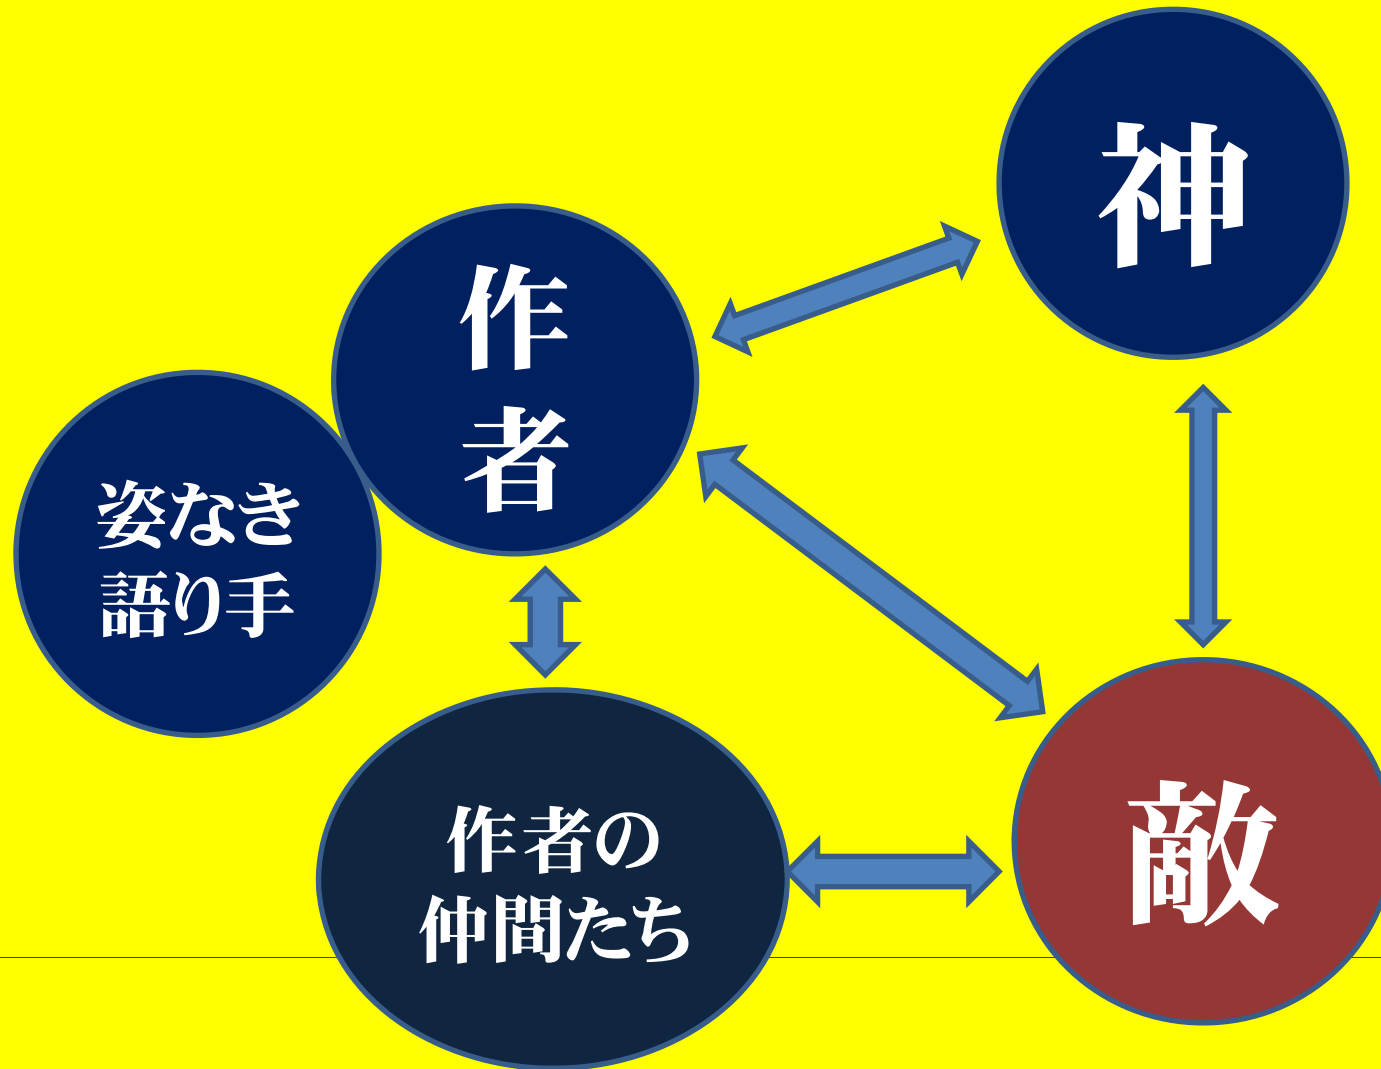 神
作
者
姿なき
語り手
作者の
仲間たち
敵